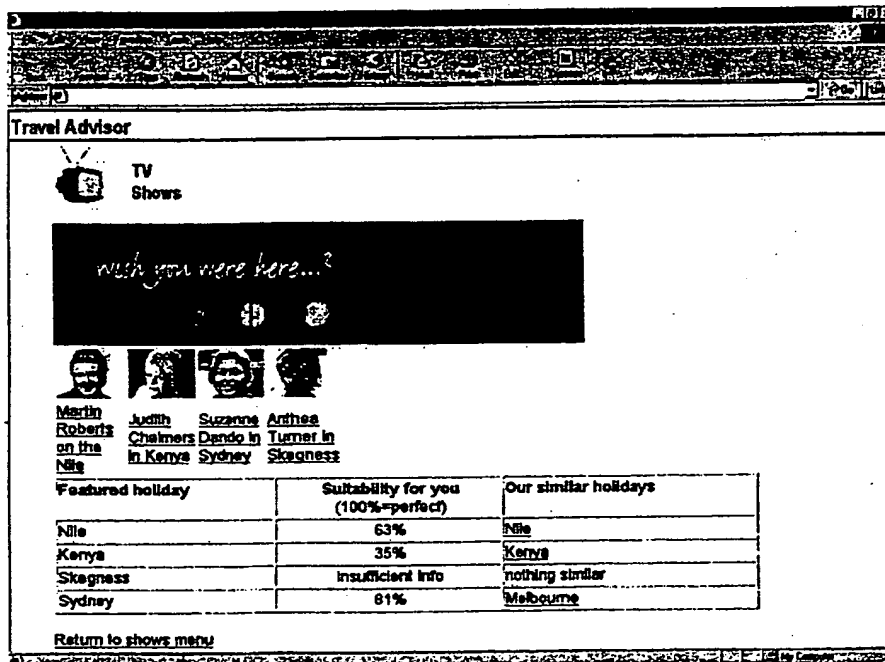 Travel Advisor
TV
Shows
wish you were here...?
Martin
Roberts
on the
Nile
Judith
Chalmers
in Kenya
Suzanne
Dando in
Sydney
Anthea
Turner in
Skegness
Featured holiday
Suitability for you
(100%=perfect)
Our similar holidays
Nile 63% Nile
Kenya 35% Kenya
Skegness insufficient info nothing similar
Sydney 81% Melbourne
Return to shows menu